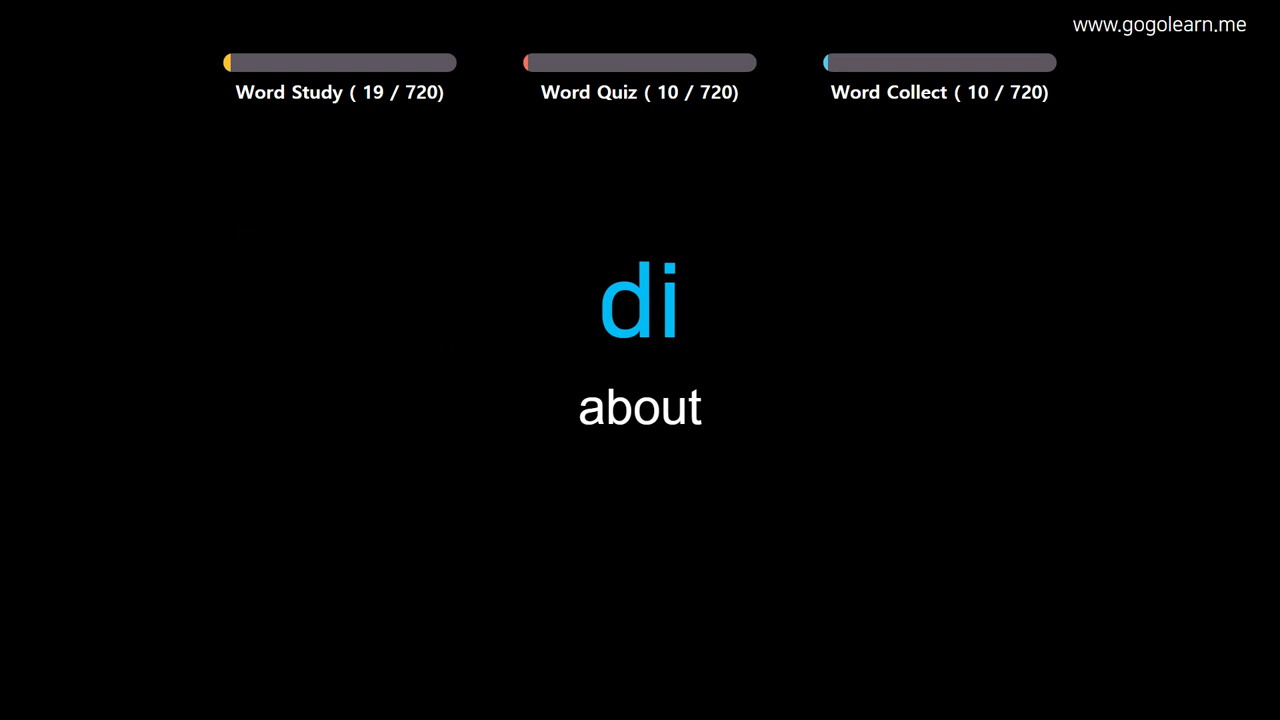 www.gogolearn.me
Word Study ( 19 / 720)
Word Quiz ( 10 / 720)
Word Collect ( 10 / 720)
di
about